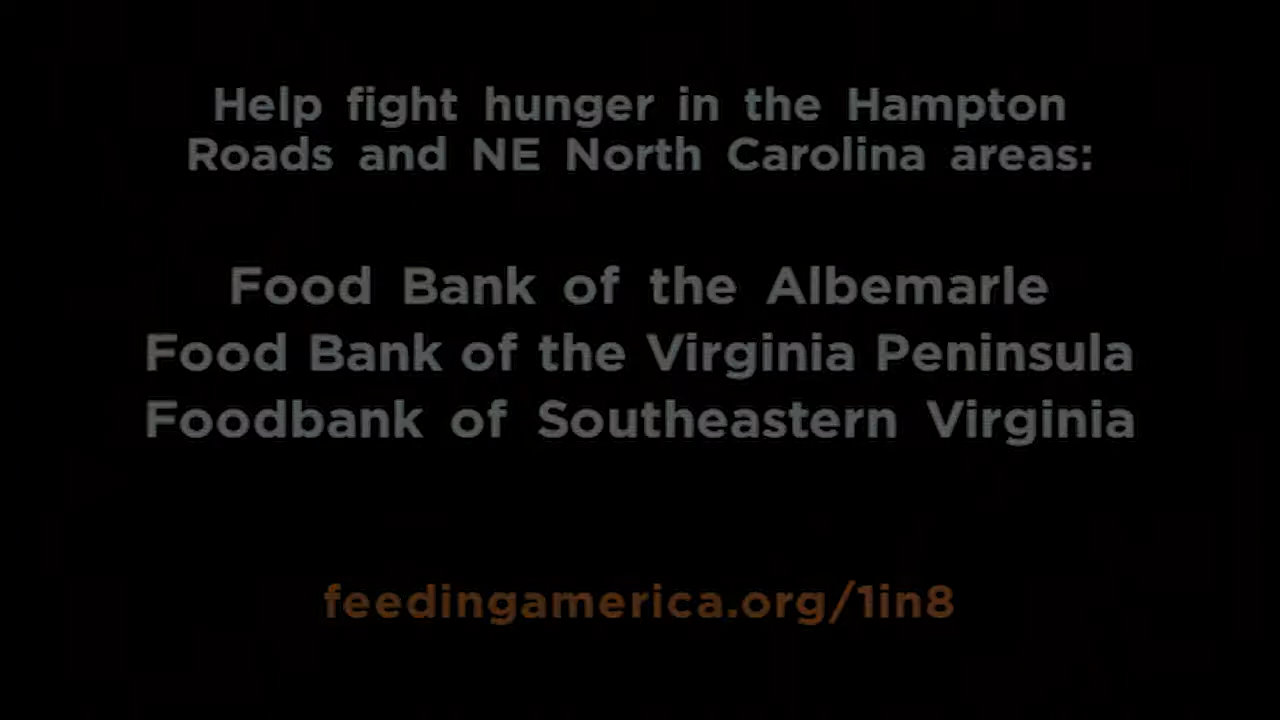 Help fight hunger in the Hampton
Roads and NE North Carolina areas:
Food Bank of the Albemarle
Food Bank of the Virginia Peninsula
Foodbank of Southeastern Virginia
feedingamerica.org/1in8